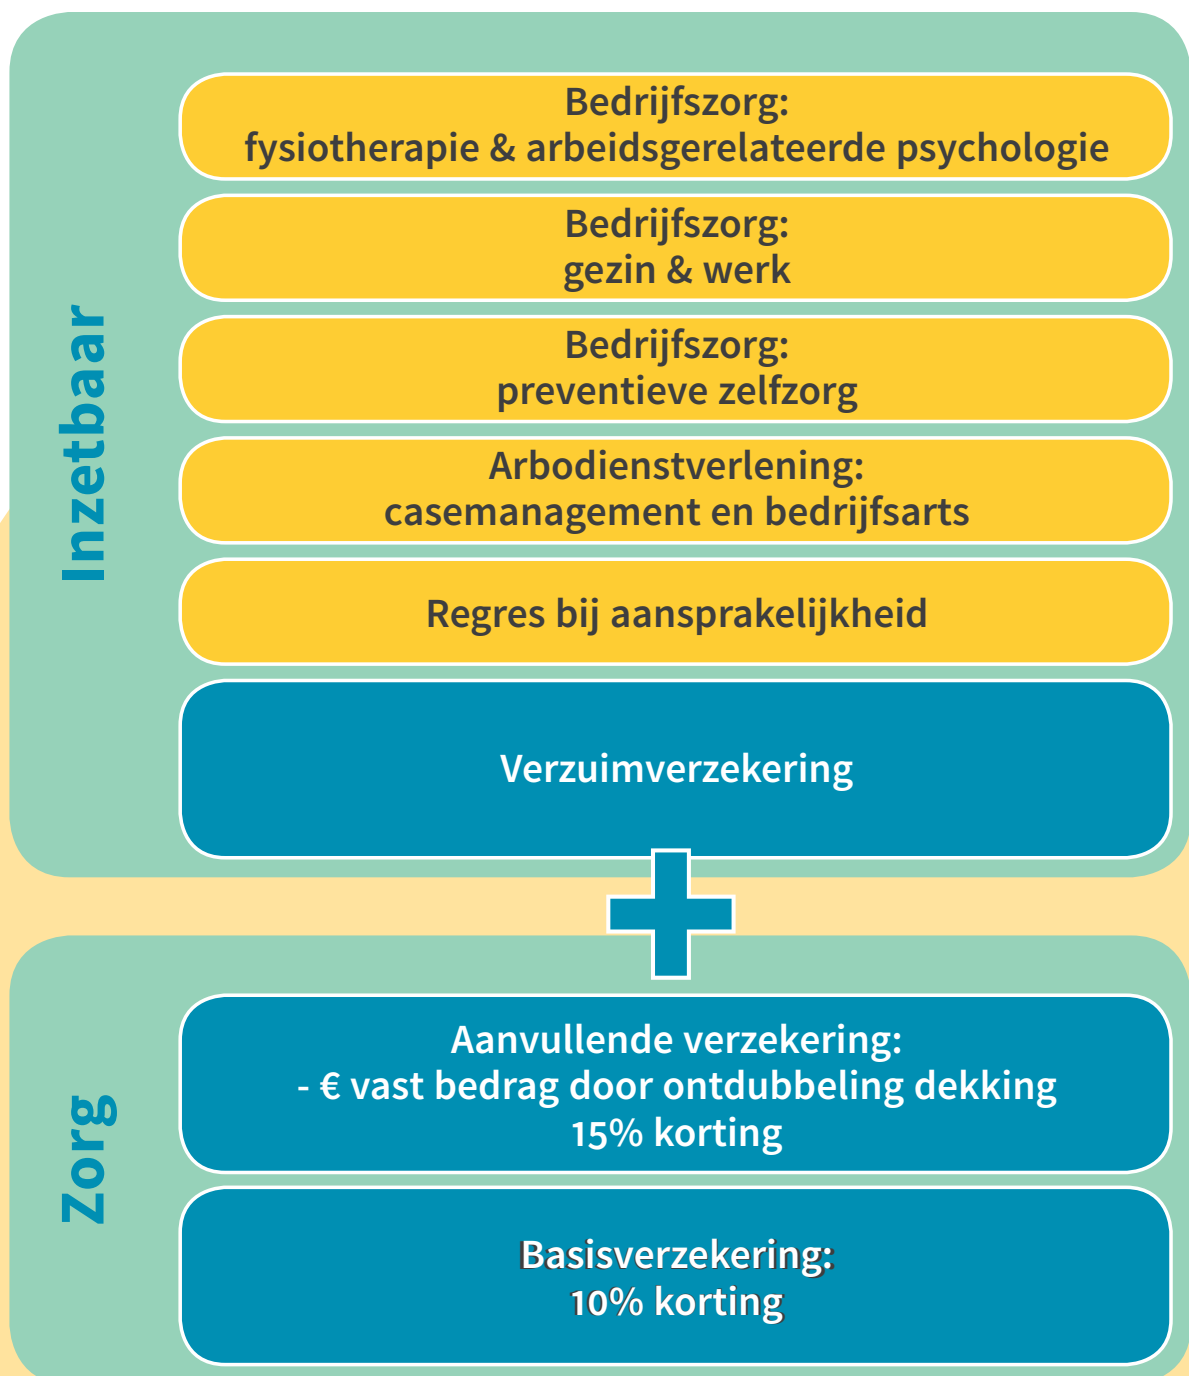 Inzetbaar
Bedrijfszorg:
fysiotherapie & arbeidsgerelateerde psychologie
Bedrijfszorg:
gezin & werk
Bedrijfszorg:
preventieve zelfzorg
Arbodienstverlening:
casemanagement en bedrijfsarts
Regres bij aansprakelijkheid
Verzuimverzekering
Zorg
Aanvullende verzekering:
- € vast bedrag door ontdubbeling dekking
15% korting
Basisverzekering:
10% korting